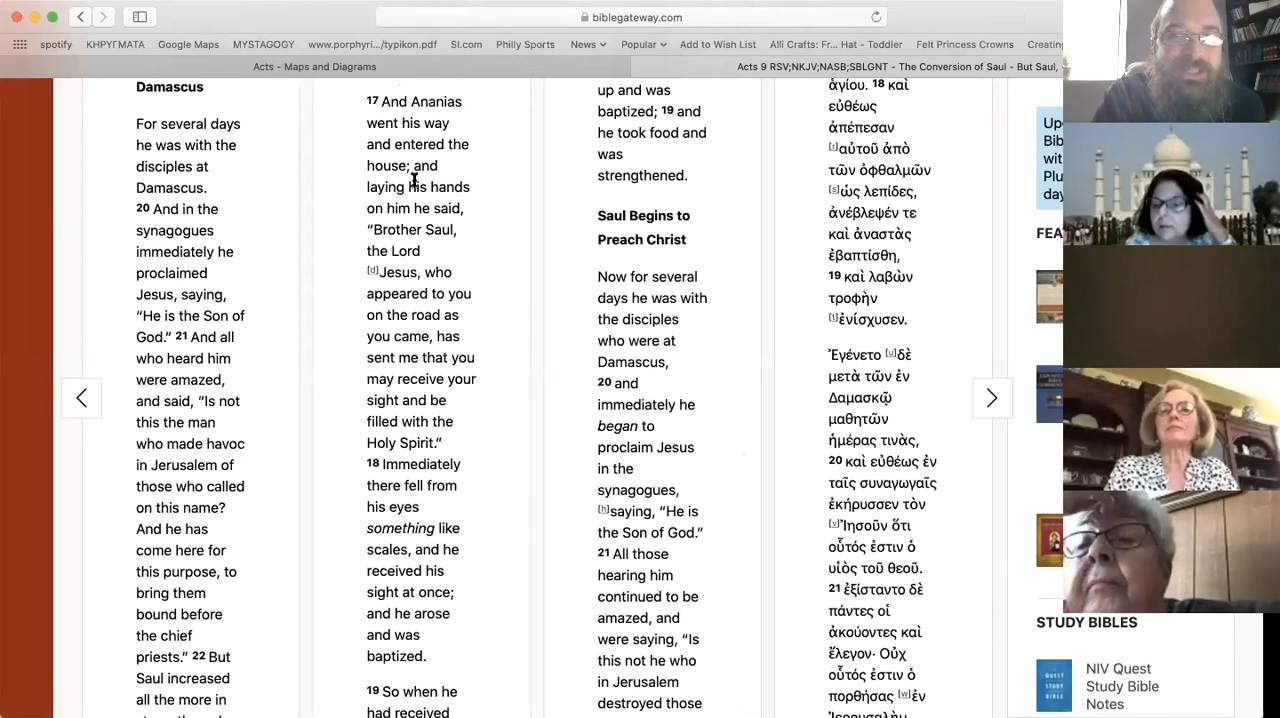 biblegateway.com
spotify
ΚΗΡΥΓΜΑΤΑ
Google Maps
MYSTAGOGY
www.porphyri.../typikon.pdf
SI.com
Philly Sports
News
Popular
Add to Wish List
Alli Crafts: Fr... Hat - Toddler
Felt Princess Crowns
Creating
Acts - Maps and Diagrams
Acts 9 RSV;NKJV;NASB;SBLGNT - The Conversion of Saul - But Saul,
Damascus
For several days
he was with the
disciples at
Damascus.
20 And in the
synagogues
immediately he
proclaimed
Jesus, saying,
“He is the Son of
God.” 21 And all
who heard him
were amazed,
and said, “Is not
this the man
who made havoc
in Jerusalem of
those who called
on this name?
And he has
come here for
this purpose, to
bring them
bound before
the chief
priests.” 22 But
Saul increased
all the more in
17 And Ananias
went his way
and entered the
house; and
laying his hands
on him he said,
“Brother Saul,
the Lord
[d]Jesus, who
appeared to you
on the road as
you came, has
sent me that you
may receive your
sight and be
filled with the
Holy Spirit.”
18 Immediately
there fell from
his eyes
something like
scales, and he
received his
sight at once;
and he arose
and was
baptized.
19 So when he
had received
up and was
baptized; 19 and
he took food and
was
strengthened.
Saul Begins to
Preach Christ
Now for several
days he was with
the disciples
who were at
Damascus,
20 and
immediately he
began to
proclaim Jesus
in the
synagogues,
[h]saying, “He is
the Son of God.”
21 All those
hearing him
continued to be
amazed, and
were saying, “Is
this not he who
in Jerusalem
destroyed those
ἁγίου. 18 καὶ
εὐθέως
ἀπέπεσαν
[r]αὐτοῦ ἀπὸ
τῶν ὀφθαλμῶν
[s]ὡς λεπίδες,
ἀνέβλεψέν τε
καὶ ἀναστὰς
ἐβαπτίσθη,
19 καὶ λαβὼν
τροφὴν
[t]ἐνίσχυσεν.
Ἐγένετο [u]δὲ
μετὰ τῶν ἐν
Δαμασκῷ
μαθητῶν
ἡμέρας τινὰς,
20 καὶ εὐθέως ἐν
ταῖς συναγωγαῖς
ἐκήρυσσεν τὸν
[v]Ἰησοῦν ὅτι
οὗτός ἐστιν ὁ
υἱὸς τοῦ θεοῦ.
21 ἐξίσταντο δὲ
πάντες οἱ
ἀκούοντες καὶ
ἔλεγον· Οὐχ
οὗτός ἐστιν ὁ
πορθήσας [w]ἐν
Ἰερουσαλὴμ
Up
Bib
with
Plu
day
FEA
STUDY BIBLES
NIV Quest
Study Bible
Notes